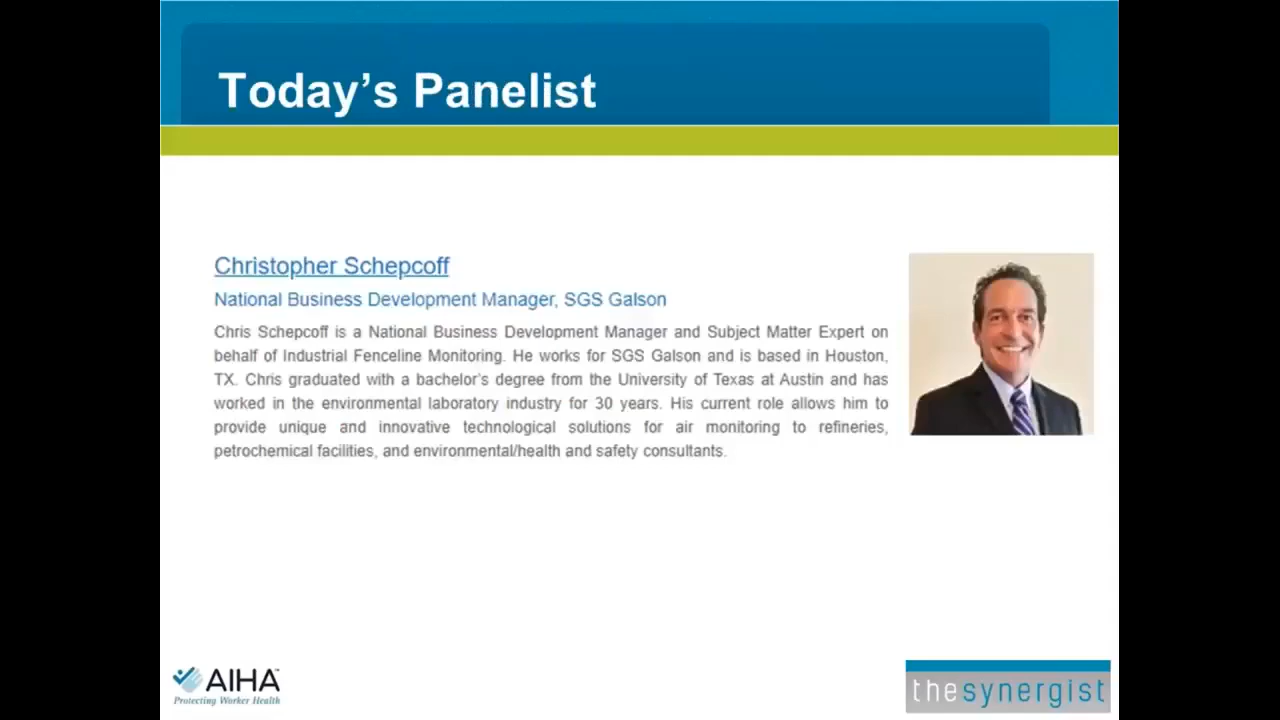 Today's Panelist
Christopher Schepcoff
National Business Development Manager, SGS Galson
Chris Schepcoff is a National Business Development Manager and Subject Matter Expert on
behalf of Industrial Fenceline Monitoring. He works for SGS Galson and is based in Houston,
TX. Chris graduated with a bachelor's degree from the University of Texas at Austin and has
worked in the environmental laboratory industry for 30 years. His current role allows him to
provide unique and innovative technological solutions for air monitoring to refineries,
petrochemical facilities, and environmental/health and safety consultants.
AIHA™
Protecting Worker Health
thesynergist